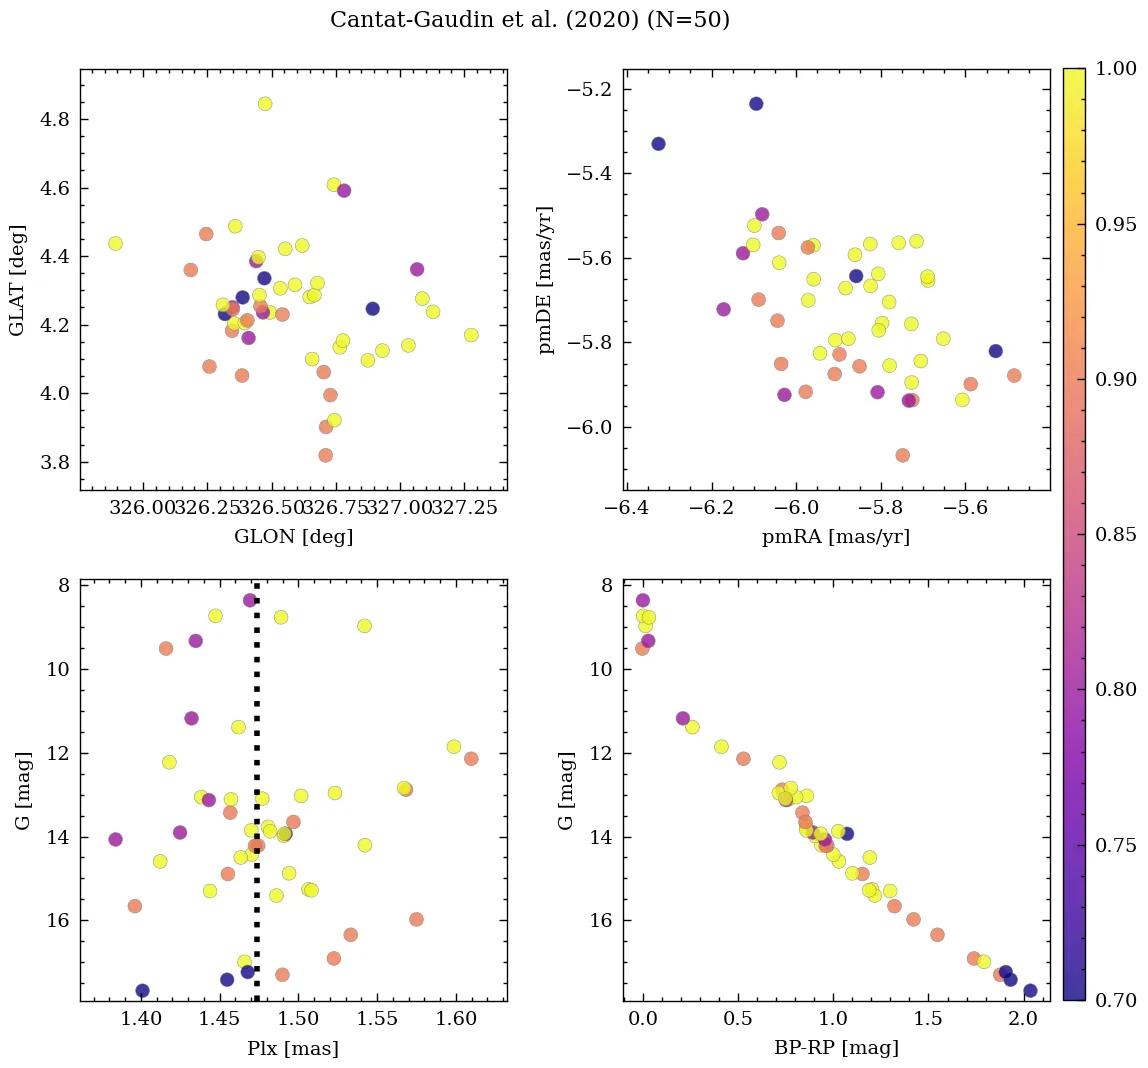 Cantat-Gaudin et al. (2020) (N=50)
4.8
4.6
4.4
4.2
4.0
3.8
GLAT [deg]
326.00 326.25 326.50 326.75 327.00 327.25
GLON [deg]
−5.2
−5.4
−5.6
−5.8
−6.0
pmDE [mas/yr]
−6.4 −6.2 −6.0 −5.8 −5.6
pmRA [mas/yr]
8
10
12
14
16
G [mag]
1.40 1.45 1.50 1.55 1.60
Plx [mas]
8
10
12
14
16
G [mag]
0.0 0.5 1.0 1.5 2.0
BP-RP [mag]
1.00
0.95
0.90
0.85
0.80
0.75
0.70